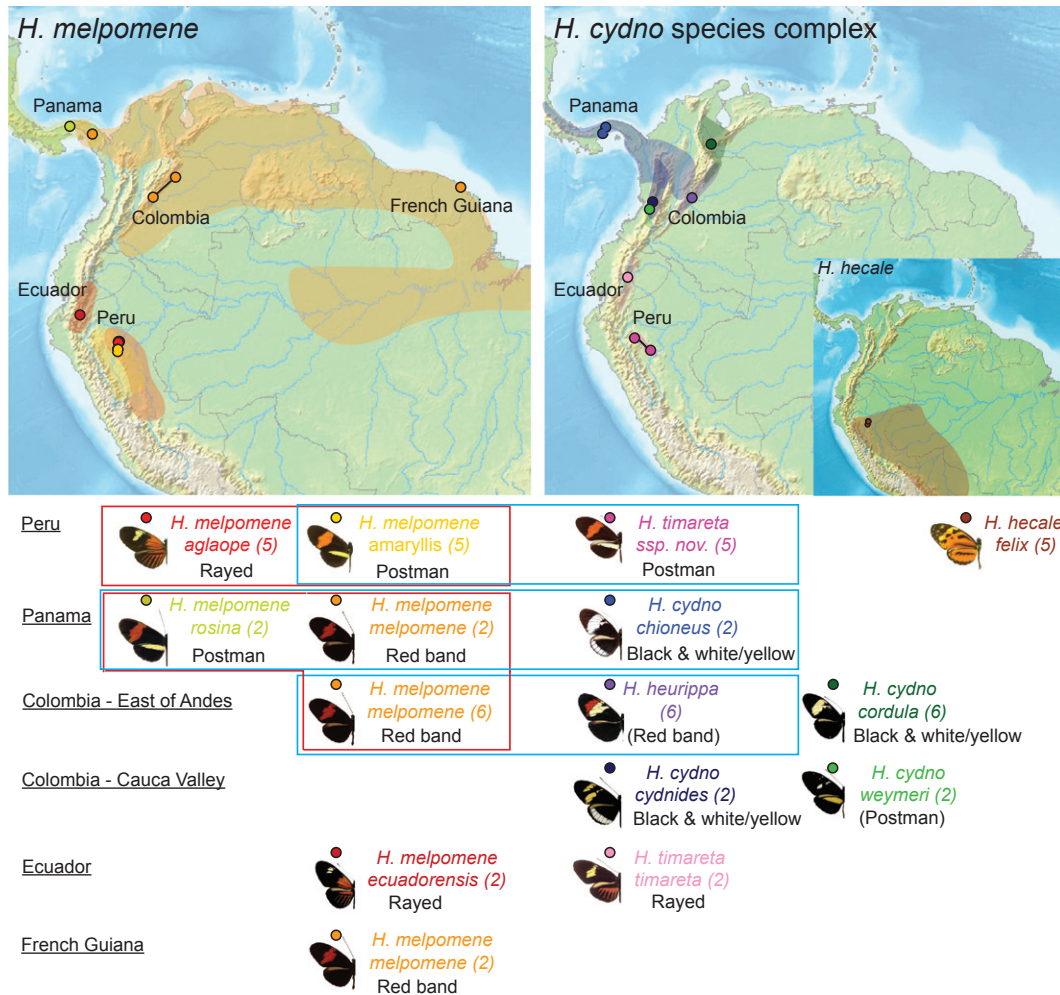 H. melpomene
H. cydno species complex
Panama
Colombia
French Guiana
Ecuador
Peru
Panama
Colombia
Ecuador
Peru
H. hecale
Peru
H. melpomene
aglaope (5)
Rayed
H. melpomene
amaryllis (5)
Postman
H. timareta
ssp. nov. (5)
Postman
H. hecale
felix (5)
Panama
H. melpomene
rosina (2)
Postman
H. melpomene
melpomene (2)
Red band
H. cydno
chioneus (2)
Black & white/yellow
Colombia - East of Andes
H. melpomene
melpomene (6)
Red band
H. heurippa
(6)
(Red band)
H. cydno
cordula (6)
Black & white/yellow
Colombia - Cauca Valley
H. cydno
cydnides (2)
Black & white/yellow
H. cydno
weymeri (2)
(Postman)
Ecuador
H. melpomene
ecuadorensis (2)
Rayed
H. timareta
timareta (2)
Rayed
French Guiana
H. melpomene
melpomene (2)
Red band